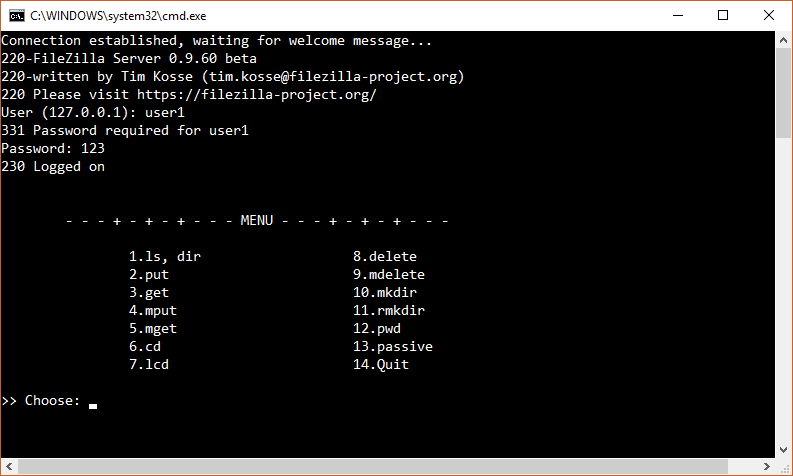 C:\WINDOWS\system32\cmd.exe
Connection established, waiting for welcome message...
220-FileZilla Server 0.9.60 beta
220-written by Tim Kosse (tim.kosse@filezilla-project.org)
220 Please visit https://filezilla-project.org/
User (127.0.0.1): user1
331 Password required for user1
Password: 123
230 Logged on
- - - + - + - + - - - MENU - - - + - + - + - - -
1.ls, dir 8.delete
2.put 9.mdelete
3.get 10.mkdir
4.mput 11.rmkdir
5.mget 12.pwd
6.cd 13.passive
7.lcd 14.Quit
>> Choose: